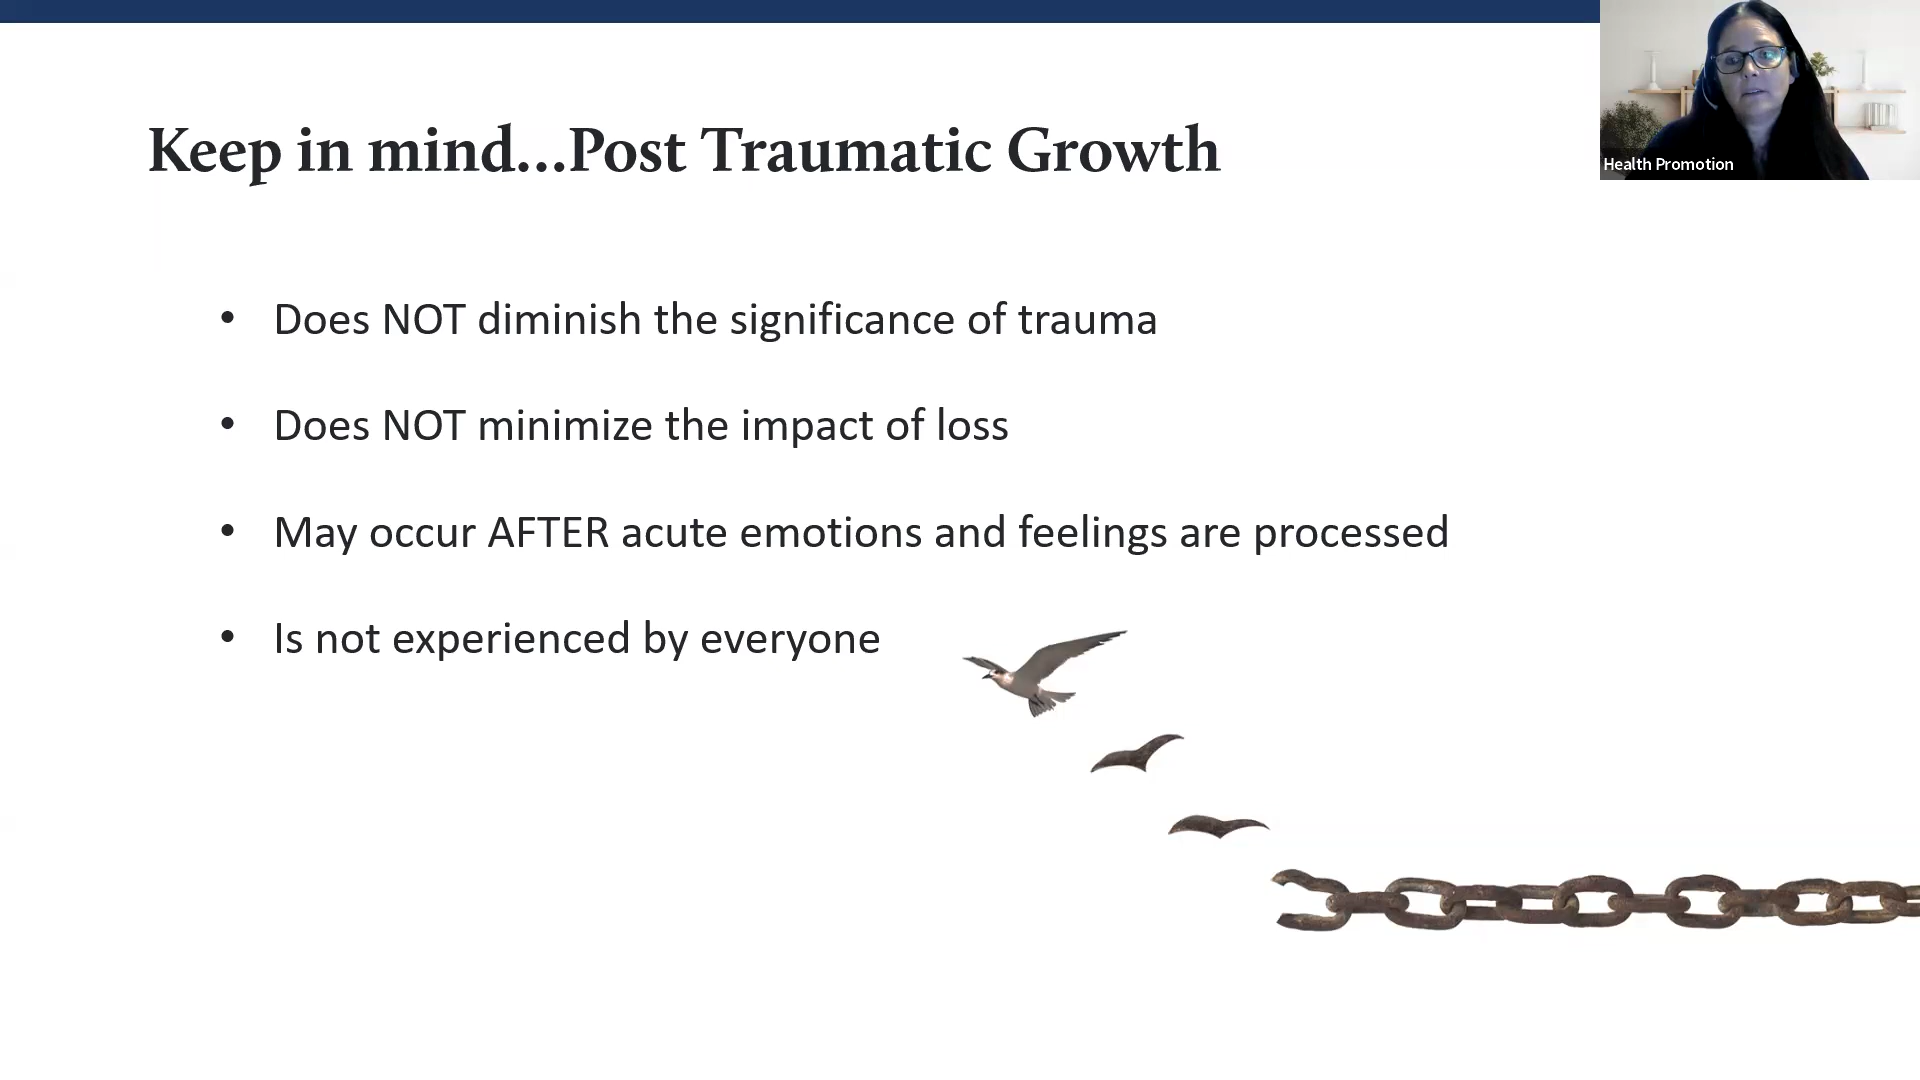 Keep in mind...Post Traumatic Growth
Health Promotion
• Does NOT diminish the significance of trauma
• Does NOT minimize the impact of loss
• May occur AFTER acute emotions and feelings are processed
• Is not experienced by everyone